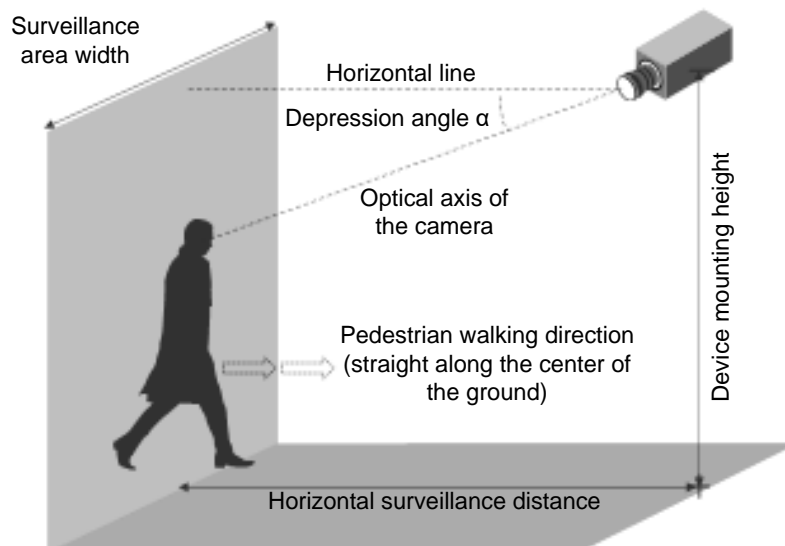 Surveillance
area width
Horizontal line
Depression angle α
Optical axis of
the camera
Device mounting height
Pedestrian walking direction
(straight along the center of
the ground)
Horizontal surveillance distance